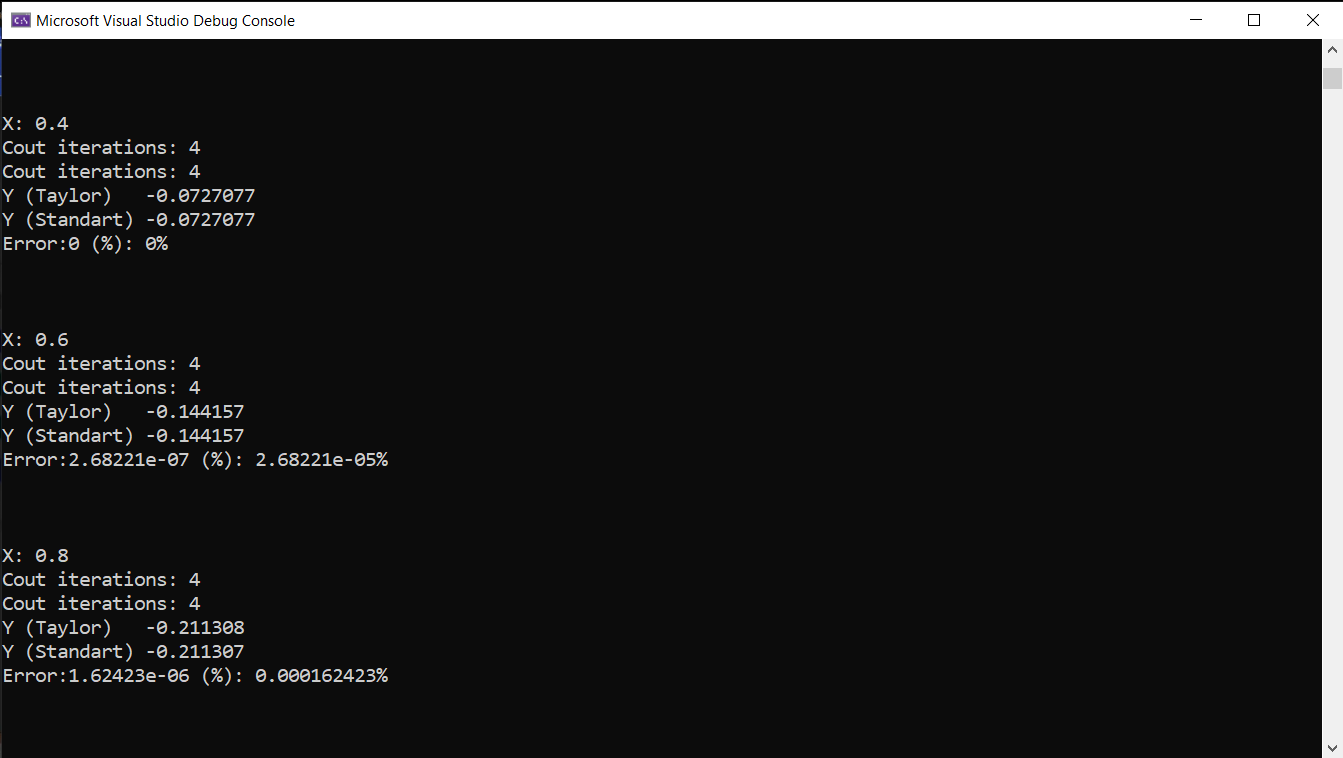 C:\ Microsoft Visual Studio Debug Console
X: 0.4
Cout iterations: 4
Cout iterations: 4
Y (Taylor)   -0.0727077
Y (Standart) -0.0727077
Error:0 (%): 0%
X: 0.6
Cout iterations: 4
Cout iterations: 4
Y (Taylor)   -0.144157
Y (Standart) -0.144157
Error:2.68221e-07 (%): 2.68221e-05%
X: 0.8
Cout iterations: 4
Cout iterations: 4
Y (Taylor)   -0.211308
Y (Standart) -0.211307
Error:1.62423e-06 (%): 0.000162423%